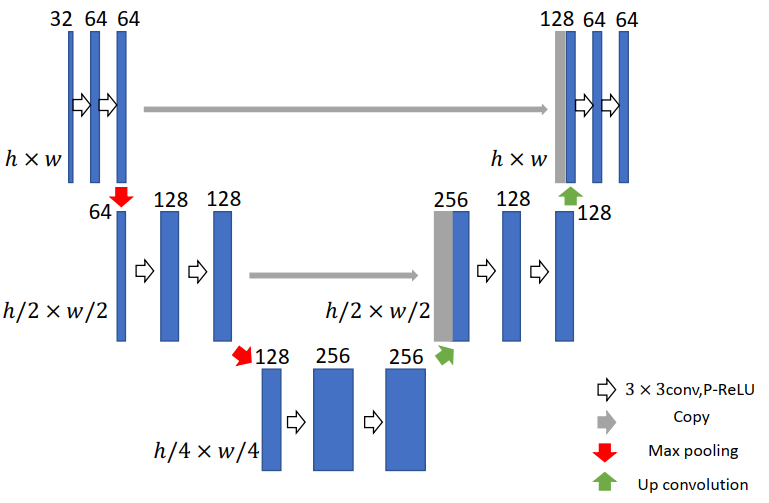 32 64 64
128 64 64
h × w
h × w
64 128 128
256 128 128
h/2 × w/2
h/2 × w/2
128 256 256
h/4 × w/4
3 × 3conv,P-ReLU
Copy
Max pooling
Up convolution